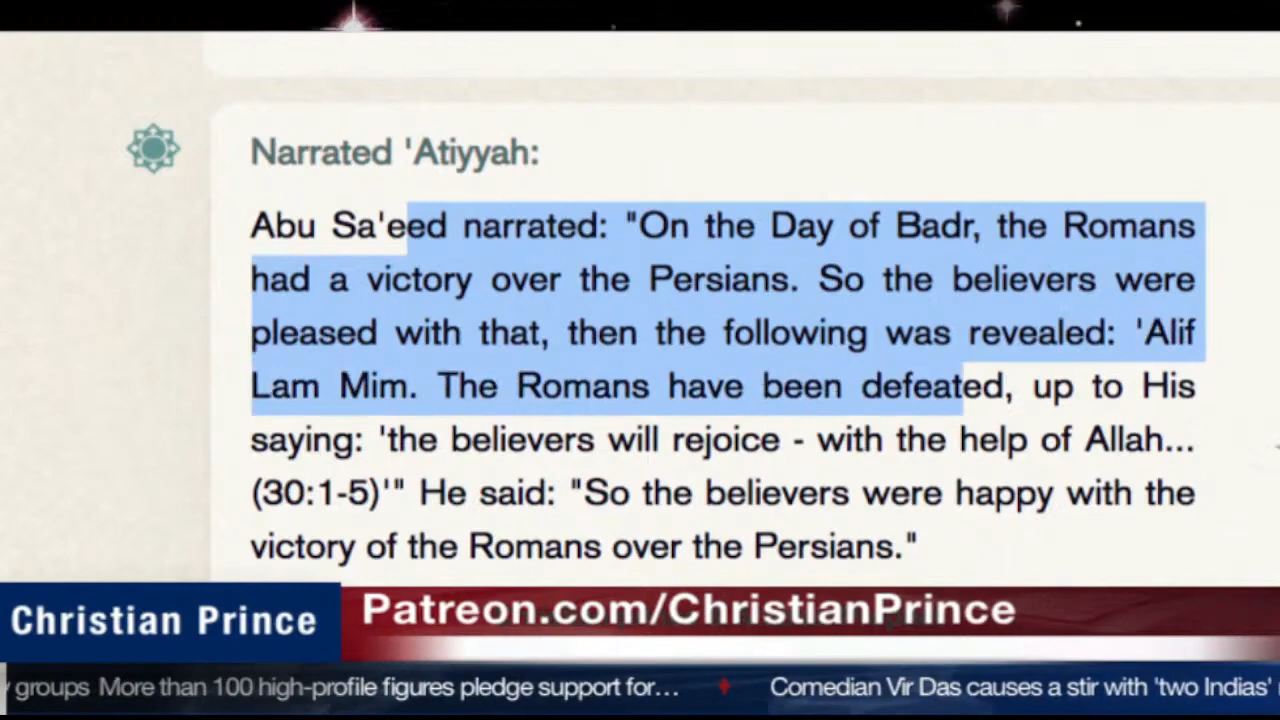 Narrated 'Atiyyah:
Abu Sa'eed narrated: "On the Day of Badr, the Romans
had a victory over the Persians. So the believers were
pleased with that, then the following was revealed: 'Alif
Lam Mim. The Romans have been defeated, up to His
saying: 'the believers will rejoice - with the help of Allah...
(30:1-5)'" He said: "So the believers were happy with the
victory of the Romans over the Persians."
Christian Prince
Patreon.com/ChristianPrince
groups More than 100 high-profile figures pledge support for... Comedian Vir Das causes a stir with 'two Indias'